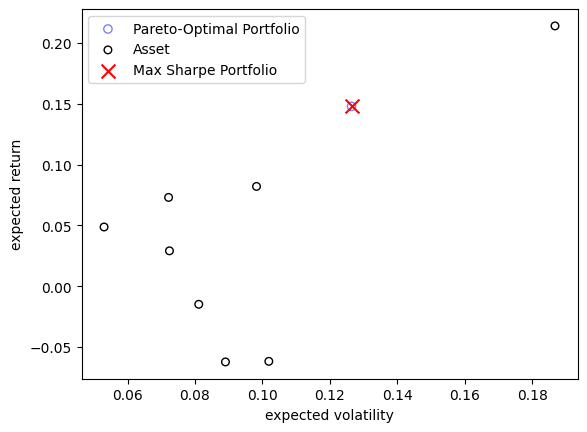 Pareto-Optimal Portfolio
Asset
Max Sharpe Portfolio
0.20
0.15
0.10
0.05
0.00
−0.05
expected return
0.06 0.08 0.10 0.12 0.14 0.16 0.18
expected volatility